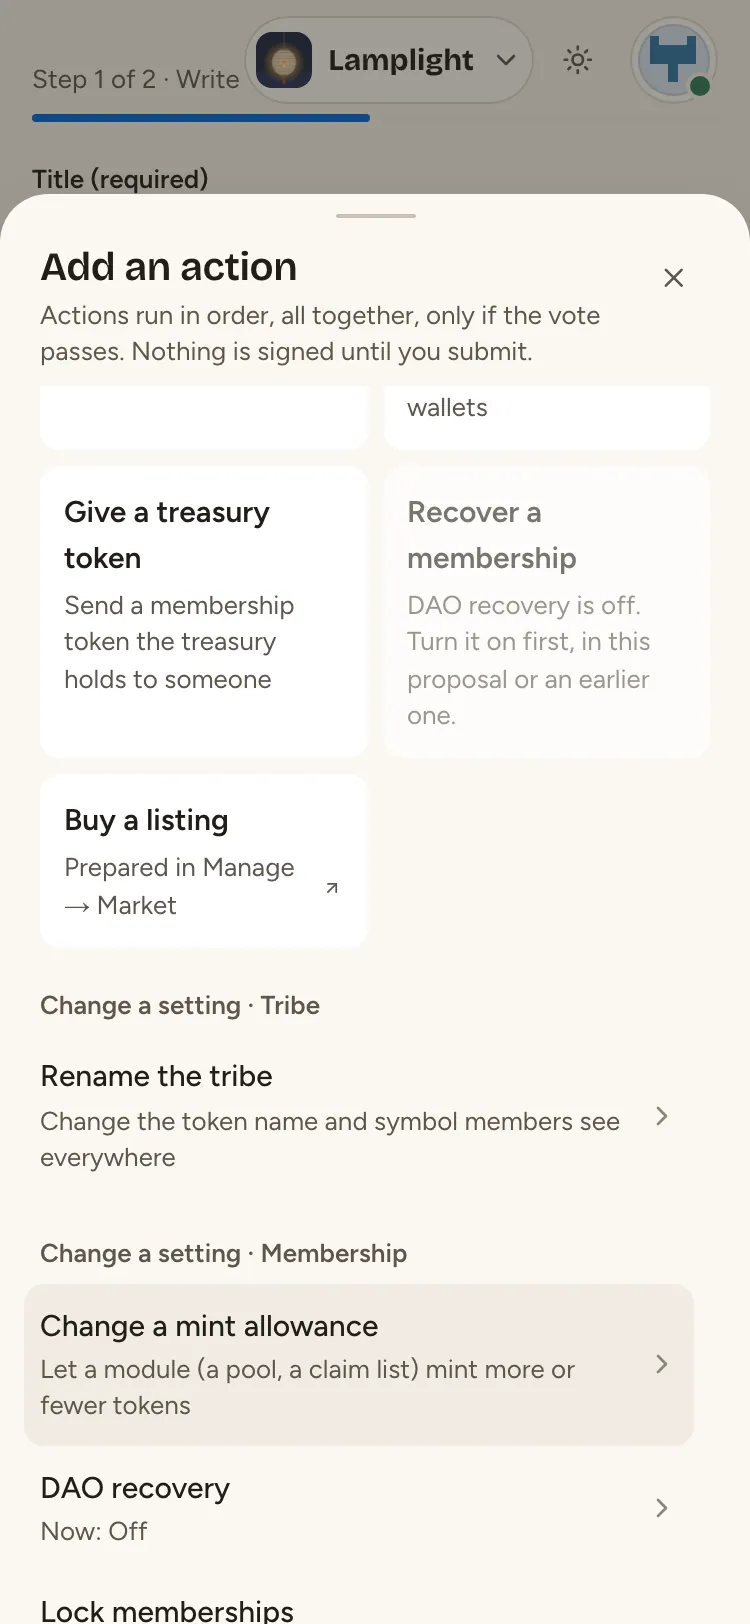 Step 1 of 2 · Write
Lamplight
Title (required)
Add an action
Actions run in order, all together, only if the vote
passes. Nothing is signed until you submit.
wallets
Give a treasury
token
Send a membership
token the treasury
holds to someone
Recover a
membership
DAO recovery is off.
Turn it on first, in this
proposal or an earlier
one.
Buy a listing
Prepared in Manage
→ Market
Change a setting · Tribe
Rename the tribe
Change the token name and symbol members see
everywhere
Change a setting · Membership
Change a mint allowance
Let a module (a pool, a claim list) mint more or
fewer tokens
DAO recovery
Now: Off
Lock memberships